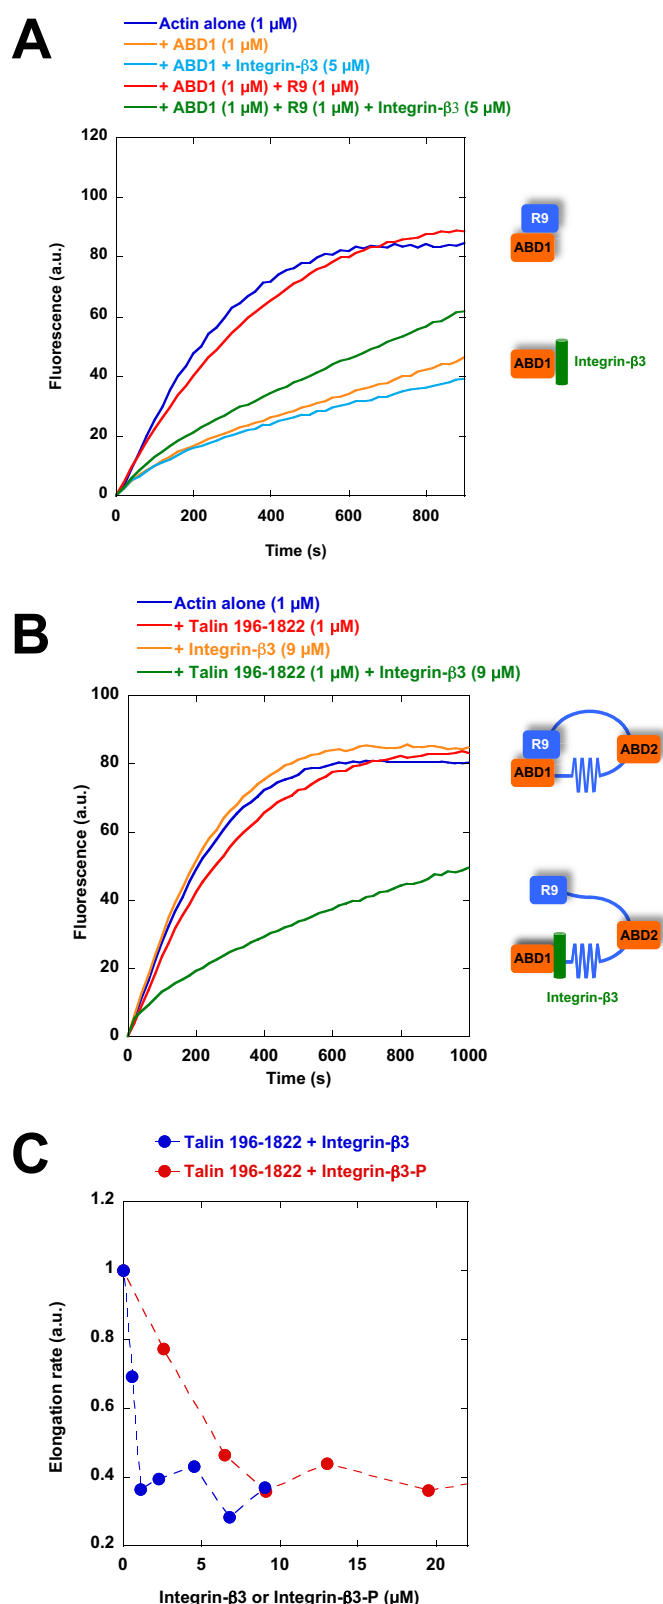 A
Actin alone (1 µM)
+ ABD1 (1 µM)
+ ABD1 + Integrin-β3 (5 µM)
+ ABD1 (1 µM) + R9 (1 µM)
+ ABD1 (1 µM) + R9 (1 µM) + Integrin-β3 (5 µM)
120
100
80
60
40
20
0
Fluorescence (a.u.)
0 200 400 600 800
Time (s)
R9
ABD1
ABD1 Integrin-β3
B
Actin alone (1 µM)
+ Talin 196-1822 (1 µM)
+ Integrin-β3 (9 µM)
+ Talin 196-1822 (1 µM) + Integrin-β3 (9 µM)
100
80
60
40
20
0
Fluorescence (a.u.)
0 200 400 600 800 1000
Time (s)
R9
ABD2
ABD1
R9
ABD2
ABD1
Integrin-β3
C
Talin 196-1822 + Integrin-β3
Talin 196-1822 + Integrin-β3-P
1.2
1
0.8
0.6
0.4
0.2
Elongation rate (a.u.)
0 5 10 15 20
Integrin-β3 or Integrin-β3-P (µM)